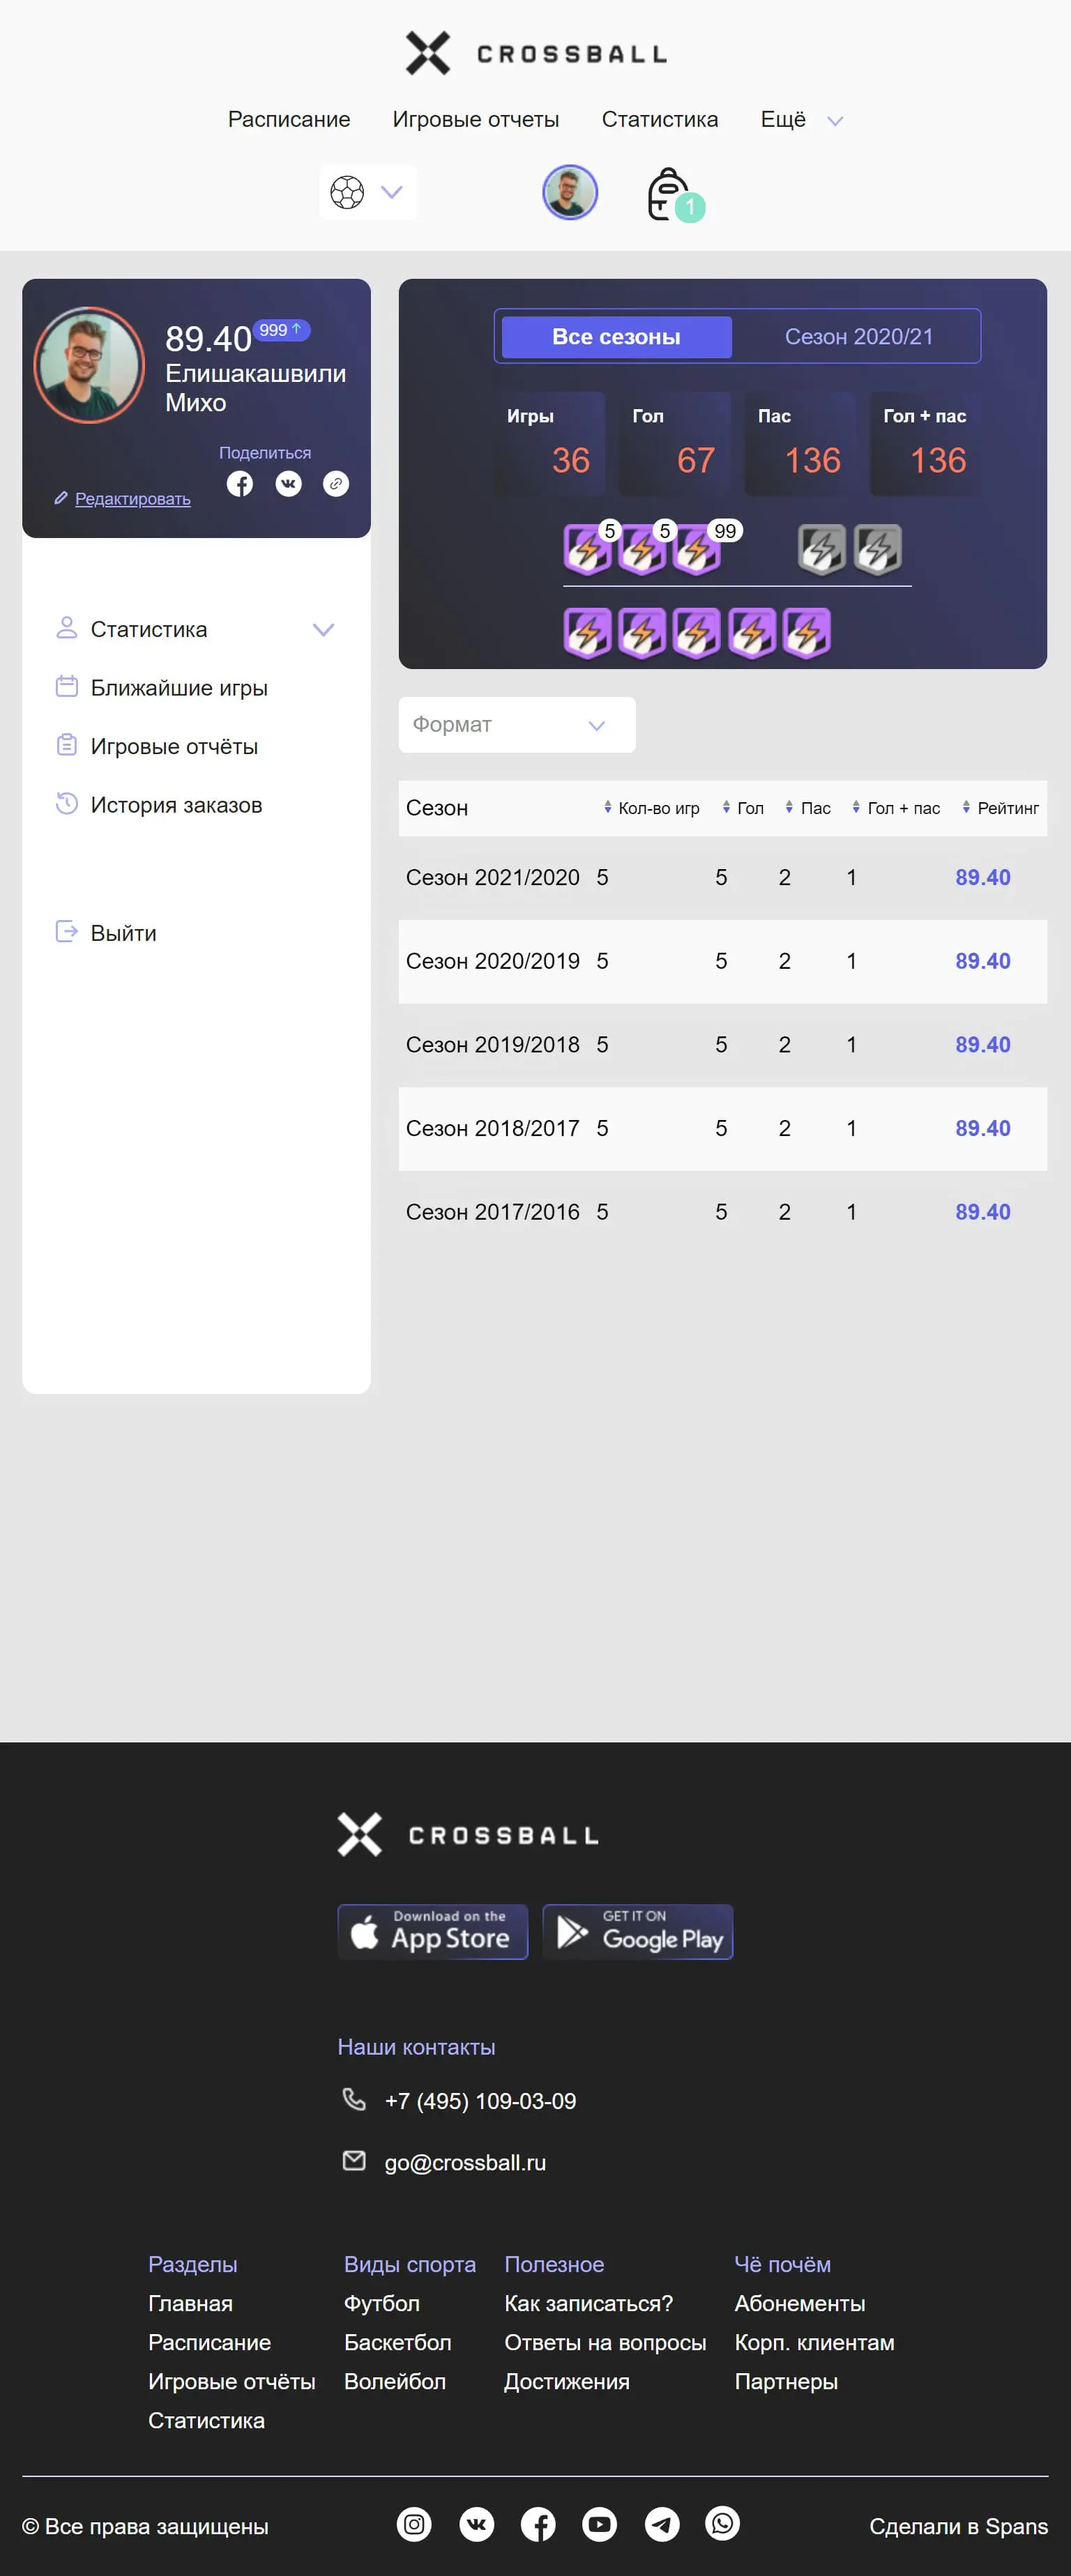 CROSSBALL
Расписание Игровые отчеты Статистика Ещё
1
89.40 999↑
Елишакашвили
Михо
Поделиться
Редактировать
Статистика
Ближайшие игры
Игровые отчёты
История заказов
Выйти
Все сезоны Сезон 2020/21
Игры Гол Пас Гол + пас
36 67 136 136
5 5 99
Формат
Сезон Кол-во игр Гол Пас Гол + пас Рейтинг
Сезон 2021/2020 5 5 2 1 89.40
Сезон 2020/2019 5 5 2 1 89.40
Сезон 2019/2018 5 5 2 1 89.40
Сезон 2018/2017 5 5 2 1 89.40
Сезон 2017/2016 5 5 2 1 89.40
CROSSBALL
Download on the
App Store
GET IT ON
Google Play
Наши контакты
+7 (495) 109-03-09
go@crossball.ru
Разделы
Главная
Расписание
Игровые отчёты
Статистика
Виды спорта
Футбол
Баскетбол
Волейбол
Полезное
Как записаться?
Ответы на вопросы
Достижения
Чё почём
Абонементы
Корп. клиентам
Партнеры
© Все права защищены
Сделали в Spans